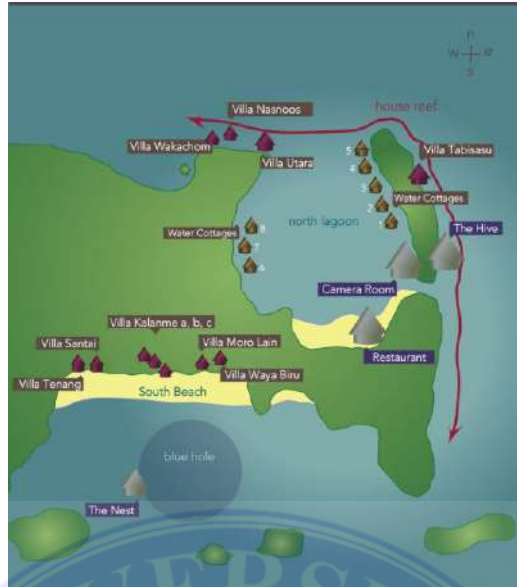 n
w e
s
Villa Nasnoos
house reef
Villa Wakachom
Villa Utara
5
Villa Tabisasu
4
3
Water Cottages
2
1
north lagoon
Water Cottages
8
7
6
The Hive
Camera Room
Villa Kalanme a, b, c
Villa Santai
Villa Moro Lain
Restaurant
Villa Tenang
Villa Waya Biru
South Beach
blue hole
The Nest
VERS